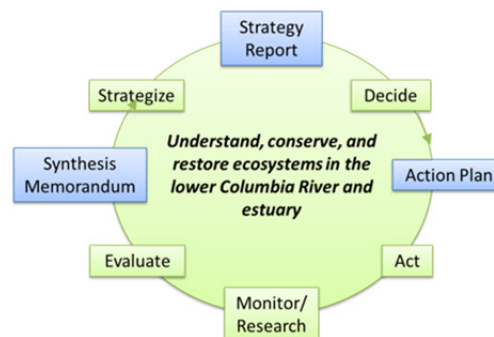 Strategy
Report
Strategize
Decide
Understand, conserve, and
restore ecosystems in the
lower Columbia River and
estuary
Synthesis
Memorandum
Action Plan
Evaluate
Act
Monitor/
Research